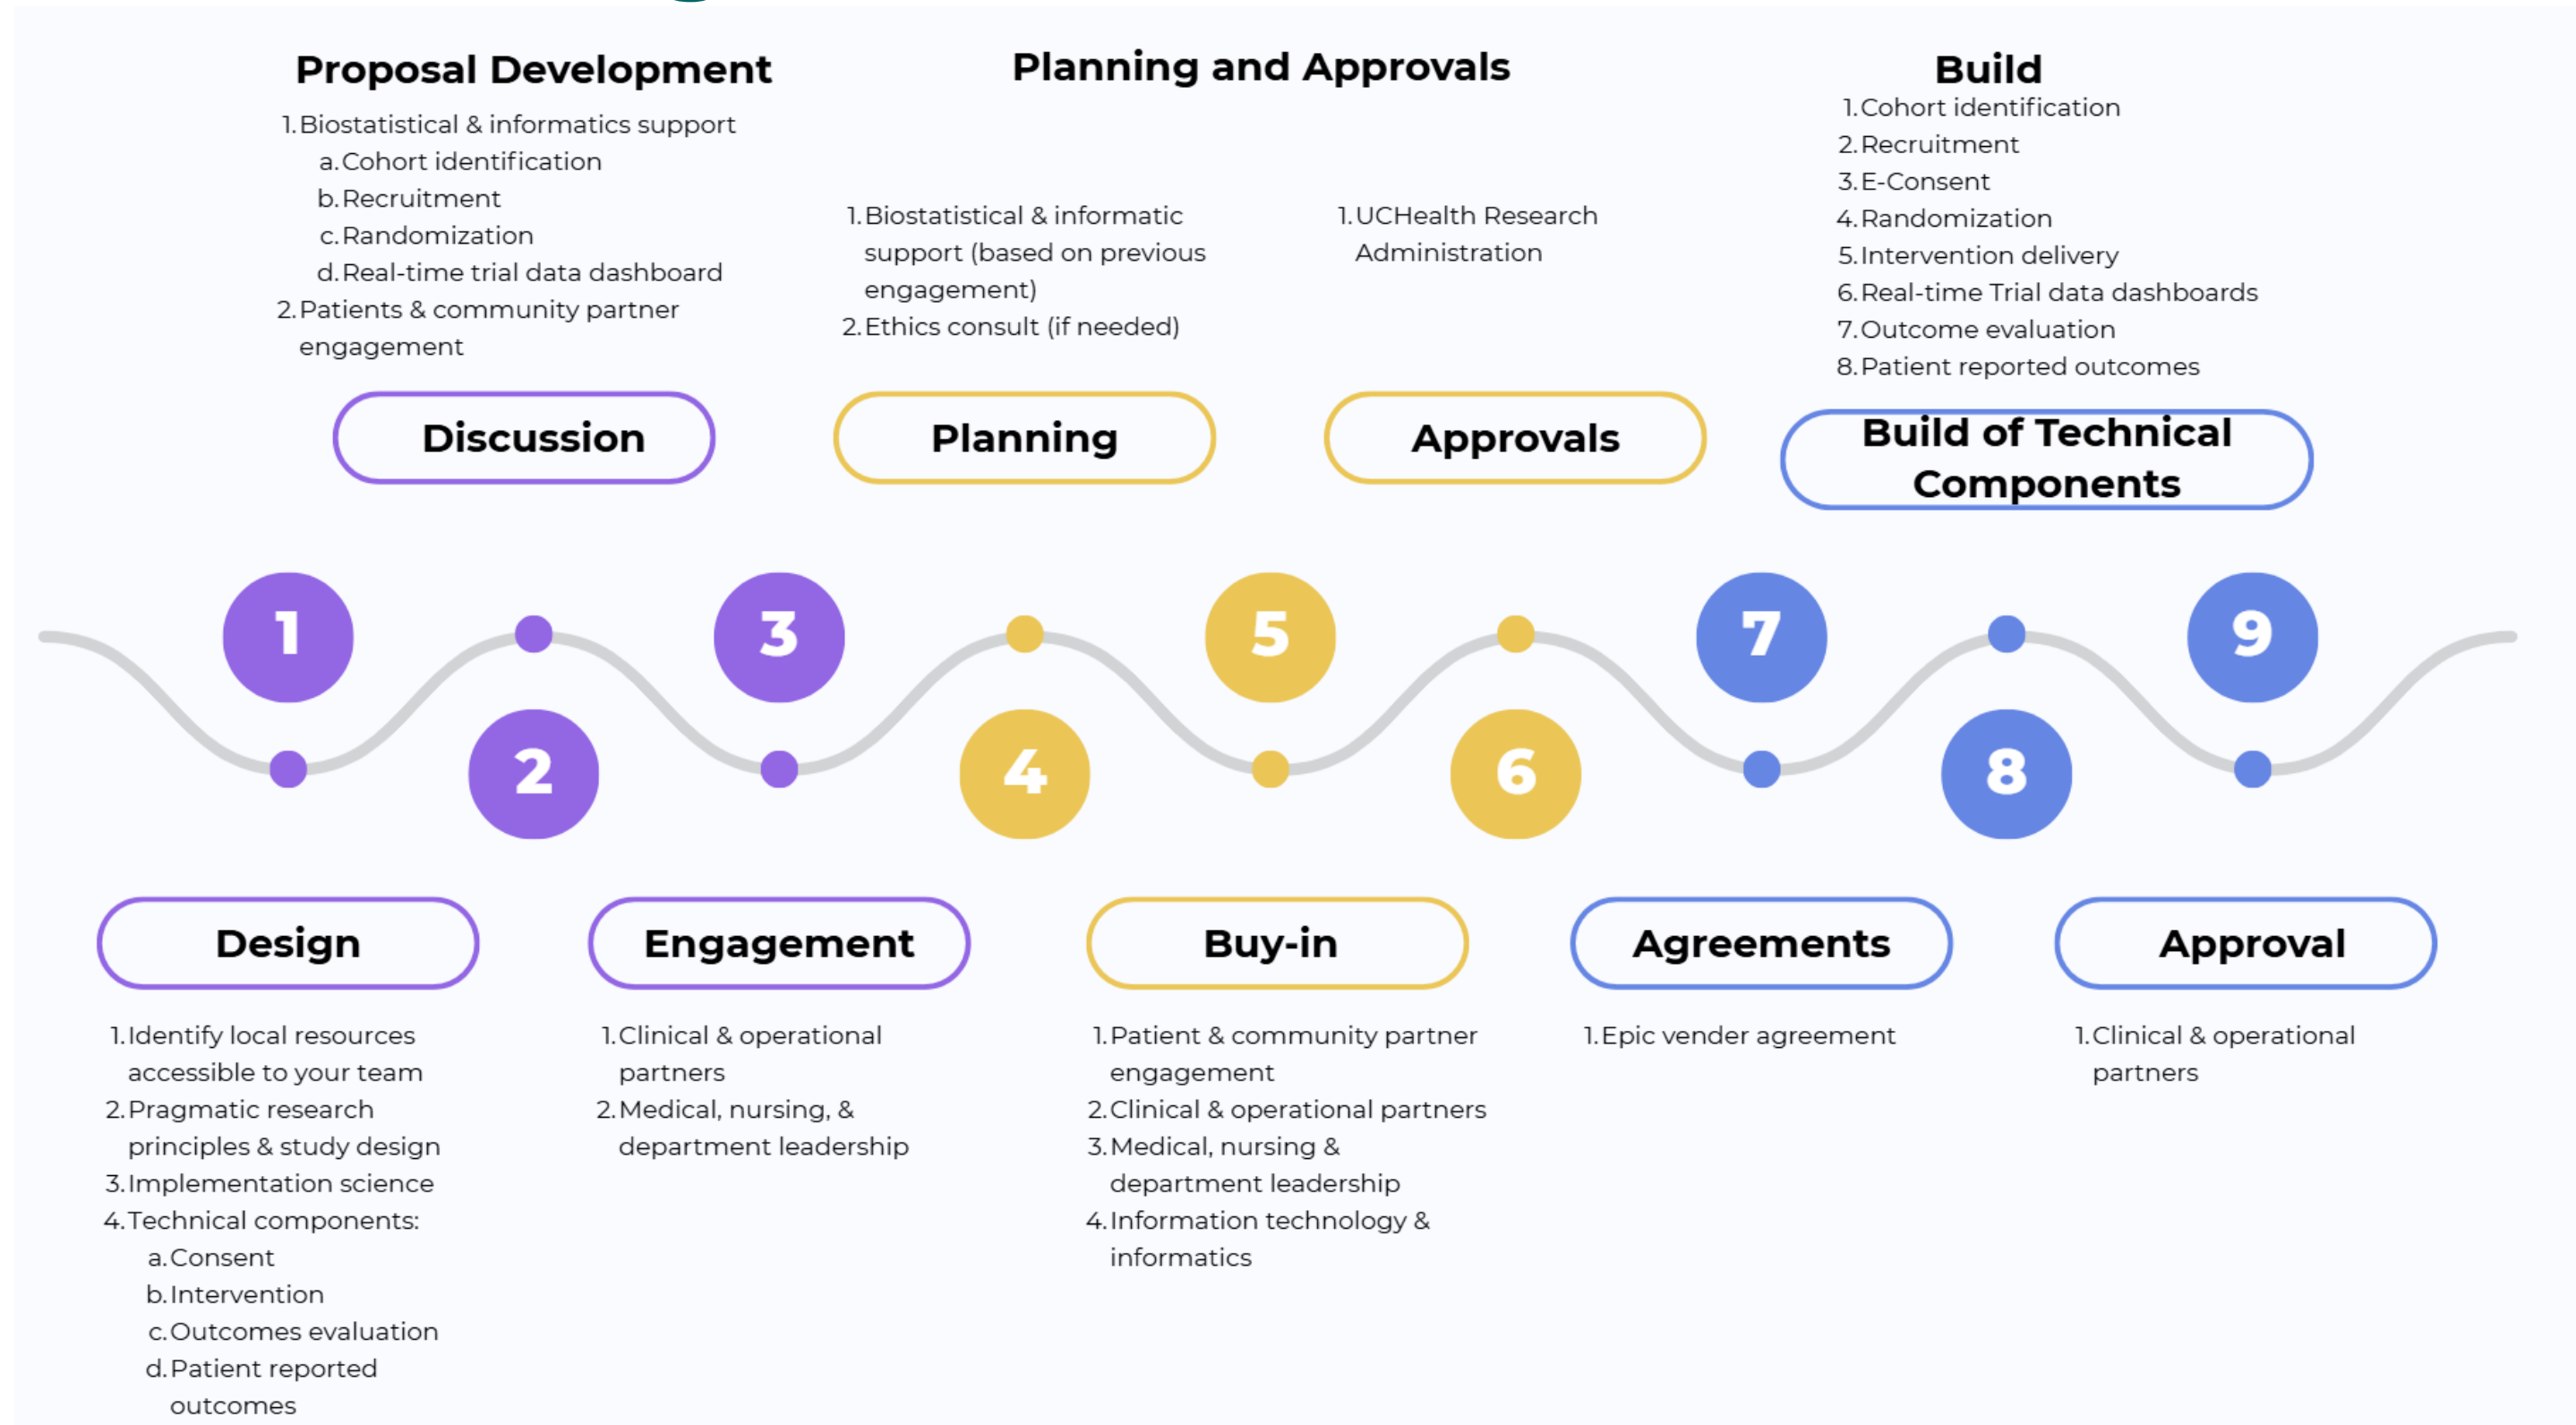 Proposal Development
1. Biostatistical & informatics support
a. Cohort identification
b. Recruitment
c. Randomization
d. Real-time trial data dashboard
2. Patients & community partner
engagement
Discussion
Planning and Approvals
1. Biostatistical & informatic
support (based on previous
engagement)
2. Ethics consult (if needed)
Planning
1. UCHealth Research
Administration
Approvals
Build
1. Cohort identification
2. Recruitment
3. E-Consent
4. Randomization
5. Intervention delivery
6. Real-time Trial data dashboards
7. Outcome evaluation
8. Patient reported outcomes
Build of Technical
Components
1
2
3
4
5
6
7
8
9
Design
1. Identify local resources
accessible to your team
2. Pragmatic research
principles & study design
3. Implementation science
4. Technical components:
a. Consent
b. Intervention
c. Outcomes evaluation
d. Patient reported
outcomes
Engagement
1. Clinical & operational
partners
2. Medical, nursing, &
department leadership
Buy-in
1. Patient & community partner
engagement
2. Clinical & operational partners
3. Medical, nursing &
department leadership
4. Information technology &
informatics
Agreements
1. Epic vender agreement
Approval
1. Clinical & operational
partners